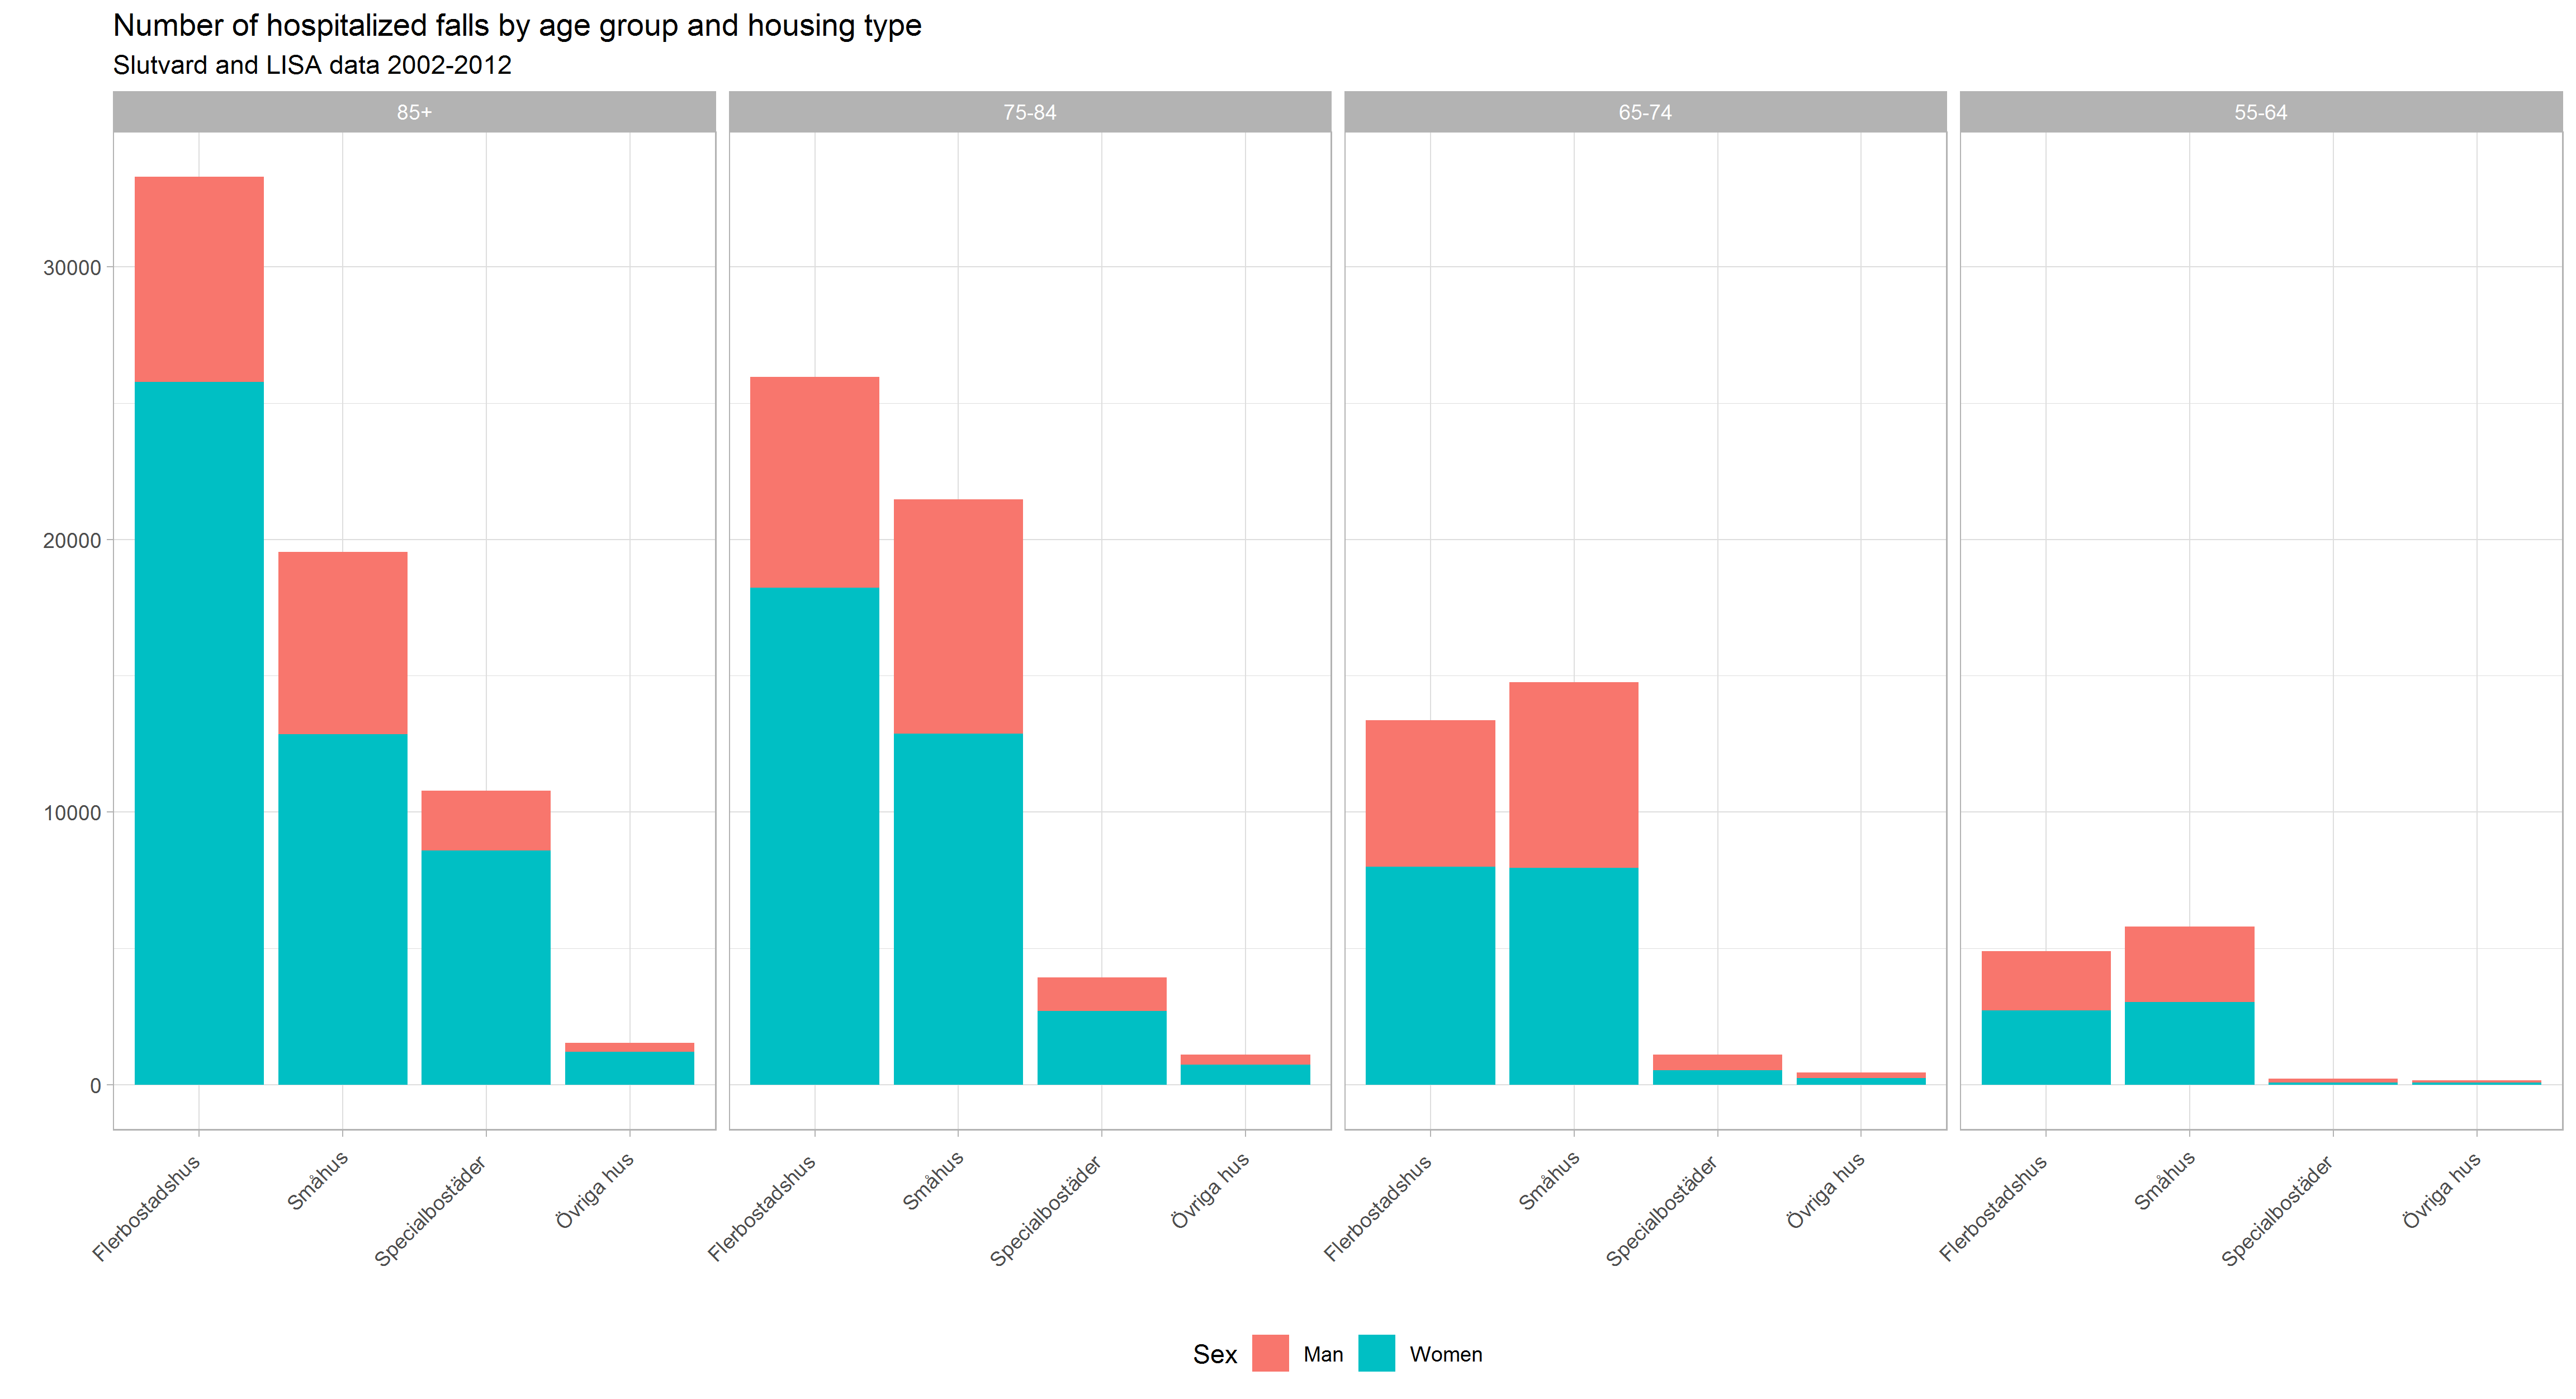 Number of hospitalized falls by age group and housing type
Slutvard and LISA data 2002-2012
85+
75-84
65-74
55-64
30000
20000
10000
0
Flerbostadshus
Småhus
Specialbostäder
Övriga hus
Flerbostadshus
Småhus
Specialbostäder
Övriga hus
Flerbostadshus
Småhus
Specialbostäder
Övriga hus
Flerbostadshus
Småhus
Specialbostäder
Övriga hus
Sex Man Women